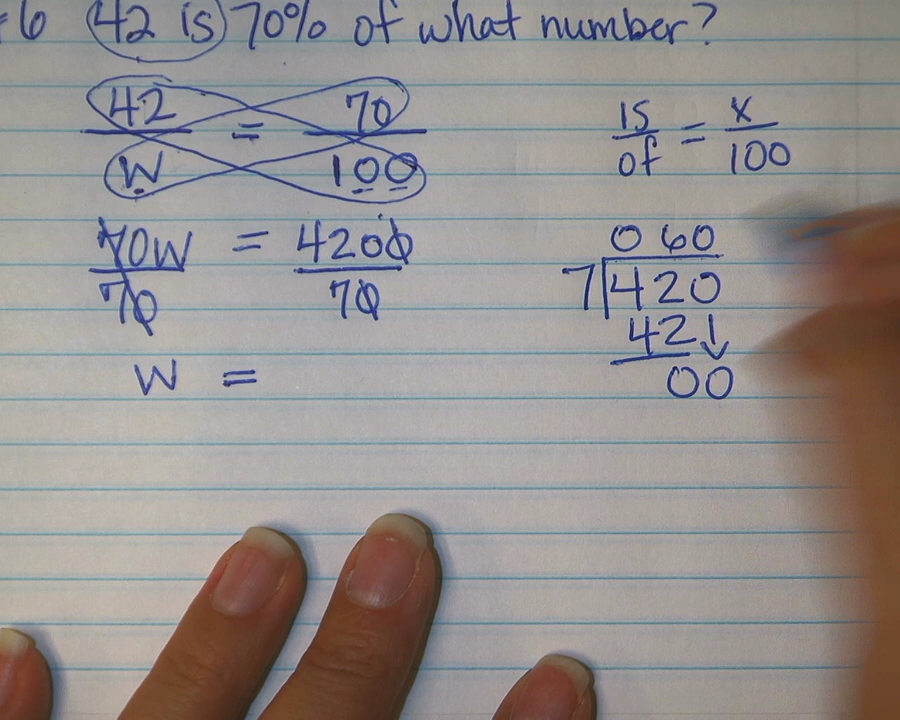 #6 42 is 70% of what number?
42 = 70
W 100
is = x
of 100
70W = 4200
70 70
W =
060
7 420
42↓
00